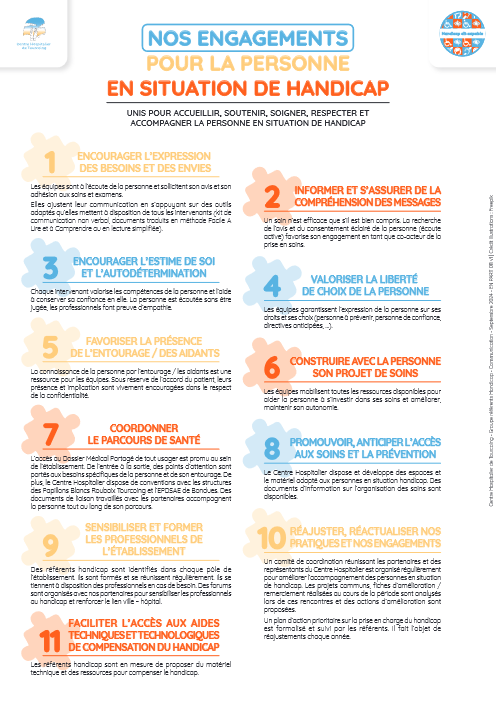 Centre Hospitalier
de Tourcoing
Handicap dit-capable
NOS ENGAGEMENTS
POUR LA PERSONNE
EN SITUATION DE HANDICAP
UNIS POUR ACCUEILLIR, SOUTENIR, SOIGNER, RESPECTER ET
ACCOMPAGNER LA PERSONNE EN SITUATION DE HANDICAP
1
ENCOURAGER L'EXPRESSION
DES BESOINS ET DES ENVIES
Les équipes sont à l'écoute de la personne et sollicitent son avis et son
adhésion aux soins et examens.
Elles ajustent leur communication en s'appuyant sur des outils
adaptés qu'elles mettent à disposition de tous les intervenants (kit de
communication non verbal, documents traduits en méthode Facile A
Lire et à Comprendre ou en lecture simplifiée).
2
INFORMER ET S'ASSURER DE LA
COMPRÉHENSION DES MESSAGES
Un soin n'est efficace que s'il est bien compris. La recherche
de l'avis et du consentement éclairé de la personne (écoute
active) favorise son engagement en tant que co-acteur de la
prise en soins.
3
ENCOURAGER L'ESTIME DE SOI
ET L'AUTODÉTERMINATION
Chaque intervenant valorise les compétences de la personne et l'aide
à conserver sa confiance en elle. La personne est écoutée sans être
jugée, les professionnels font preuve d'empathie.
4
VALORISER LA LIBERTÉ
DE CHOIX DE LA PERSONNE
Les équipes garantissent l'expression de la personne sur ses
droits et ses choix (personne à prévenir, personne de confiance,
directives anticipées, ...).
5
FAVORISER LA PRÉSENCE
DE L'ENTOURAGE / DES AIDANTS
La connaissance de la personne par l'entourage / les aidants est une
ressource pour les équipes. Sous réserve de l'accord du patient, leurs
présence et implication sont vivement encouragées dans le respect
de la confidentialité.
6
CONSTRUIRE AVEC LA PERSONNE
SON PROJET DE SOINS
Les équipes mobilisent toutes les ressources disponibles pour
aider la personne à s'investir dans ses soins et améliorer,
maintenir son autonomie.
7
COORDONNER
LE PARCOURS DE SANTÉ
L'accès au Dossier Médical Partagé de tout usager est promu au sein
de l'établissement. De l'entrée à la sortie, des points d'attention sont
portés aux besoins spécifiques de la personne et de son entourage. De
plus, le Centre Hospitalier dispose de conventions avec les structures
des Papillons Blancs Roubaix Tourcoing et l'EPDSAE de Bondues. Des
documents de liaison travaillés avec les partenaires accompagnent
la personne tout au long de son parcours.
8
PROMOUVOIR, ANTICIPER L'ACCÈS
AUX SOINS ET LA PRÉVENTION
Le Centre Hospitalier dispose et développe des espaces et
le matériel adapté aux personnes en situation handicap. Des
documents d'information sur l'organisation des soins sont
disponibles.
9
SENSIBILISER ET FORMER
LES PROFESSIONNELS DE
L'ÉTABLISSEMENT
Des référents handicap sont identifiés dans chaque pôle de
l'établissement. Ils sont formés et se réunissent régulièrement. Ils se
tiennent à disposition des professionnels en cas de besoin. Des forums
sont organisés avec nos partenaires pour sensibiliser les professionnels
au handicap et renforcer le lien ville – hôpital.
10
RÉAJUSTER, RÉACTUALISER NOS
PRATIQUES ET NOS ENGAGEMENTS
Un comité de coordination réunissant les partenaires et des
représentants du Centre Hospitalier est organisé régulièrement
pour améliorer l'accompagnement des personnes en situation
de handicap. Les projets communs, fiches d'amélioration /
remerciement réalisées au cours de la période sont analysés
lors de ces rencontres et des actions d'amélioration sont
proposées.
Un plan d'action prioritaire sur la prise en charge du handicap
est formalisé et suivi par les référents. Il fait l'objet de
réajustements chaque année.
11
FACILITER L'ACCÈS AUX AIDES
TECHNIQUES ET TECHNOLOGIQUES
DE COMPENSATION DU HANDICAP
Les référents handicap sont en mesure de proposer du matériel
technique et des ressources pour compenser le handicap.
Centre Hospitalier de Tourcoing - Groupe référents Handicap - Communication - Septembre 2024 - EN PART 018 V1 | Crédit illustrations : Freepik